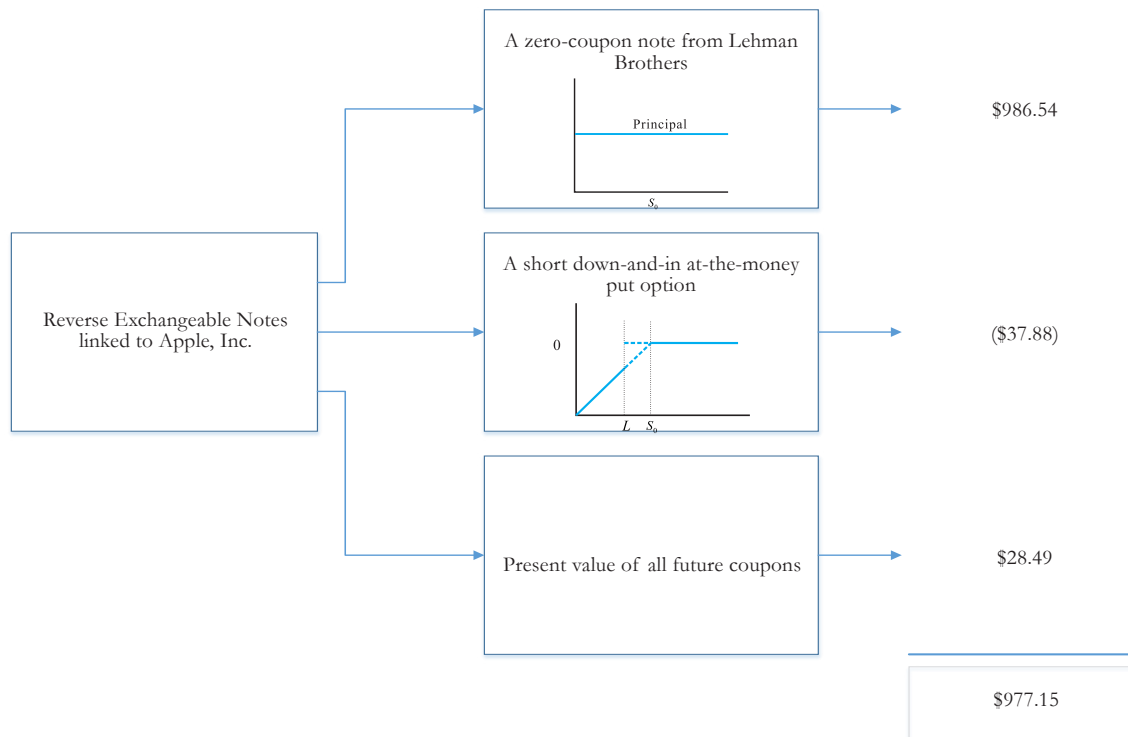 A zero-coupon note from Lehman
Brothers
Principal
S₀
$986.54
Reverse Exchangeable Notes
linked to Apple, Inc.
A short down-and-in at-the-money
put option
0
L S₀
($37.88)
Present value of all future coupons
$28.49
$977.15